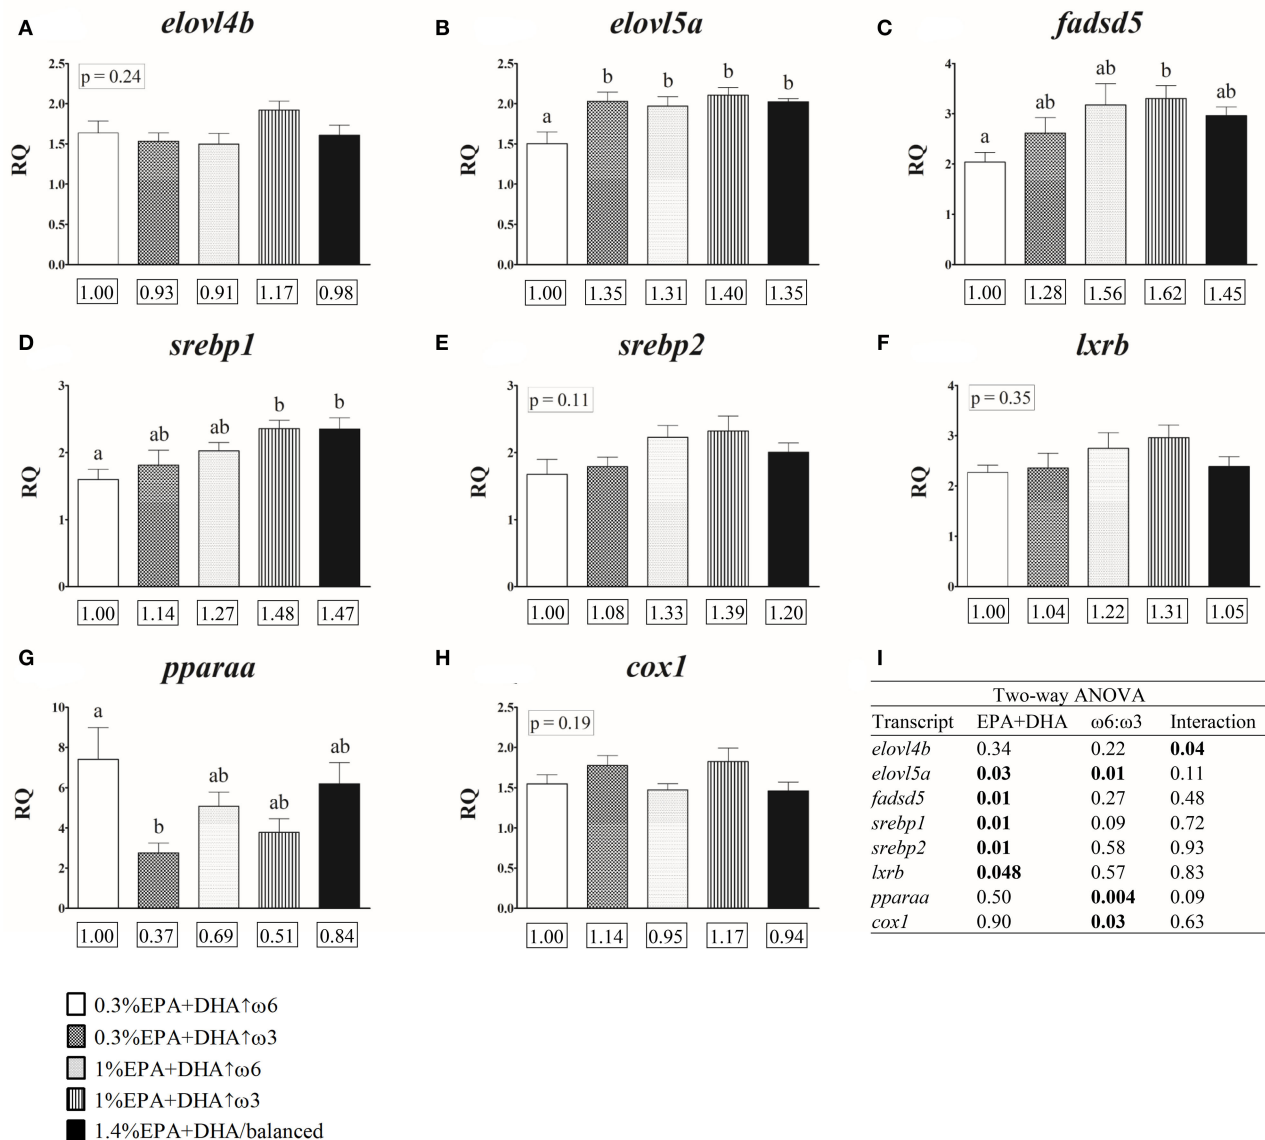 A elovl4b
p = 0.24
RQ
2.5
2.0
1.5
1.0
0.5
0.0
1.00 0.93 0.91 1.17 0.98
B elovl5a
RQ
2.5
2.0
1.5
1.0
0.5
0.0
a b b b b
1.00 1.35 1.31 1.40 1.35
C fadsd5
RQ
4
3
2
1
0
a ab ab b ab
1.00 1.28 1.56 1.62 1.45
D srebp1
RQ
3
2
1
0
a ab ab b b
1.00 1.14 1.27 1.48 1.47
E srebp2
p = 0.11
RQ
3
2
1
0
1.00 1.08 1.33 1.39 1.20
F lxrb
p = 0.35
RQ
4
3
2
1
0
1.00 1.04 1.22 1.31 1.05
G pparaa
RQ
10
8
6
4
2
0
a b ab ab ab
1.00 0.37 0.69 0.51 0.84
H cox1
p = 0.19
RQ
2.5
2.0
1.5
1.0
0.5
0.0
1.00 1.14 0.95 1.17 0.94
I
Two-way ANOVA
Transcript EPA+DHA ω6:ω3 Interaction
elovl4b 0.34 0.22 0.04
elovl5a 0.03 0.01 0.11
fadsd5 0.01 0.27 0.48
srebp1 0.01 0.09 0.72
srebp2 0.01 0.58 0.93
lxrb 0.048 0.57 0.83
pparaa 0.50 0.004 0.09
cox1 0.90 0.03 0.63
0.3%EPA+DHA↑ω6
0.3%EPA+DHA↑ω3
1%EPA+DHA↑ω6
1%EPA+DHA↑ω3
1.4%EPA+DHA/balanced